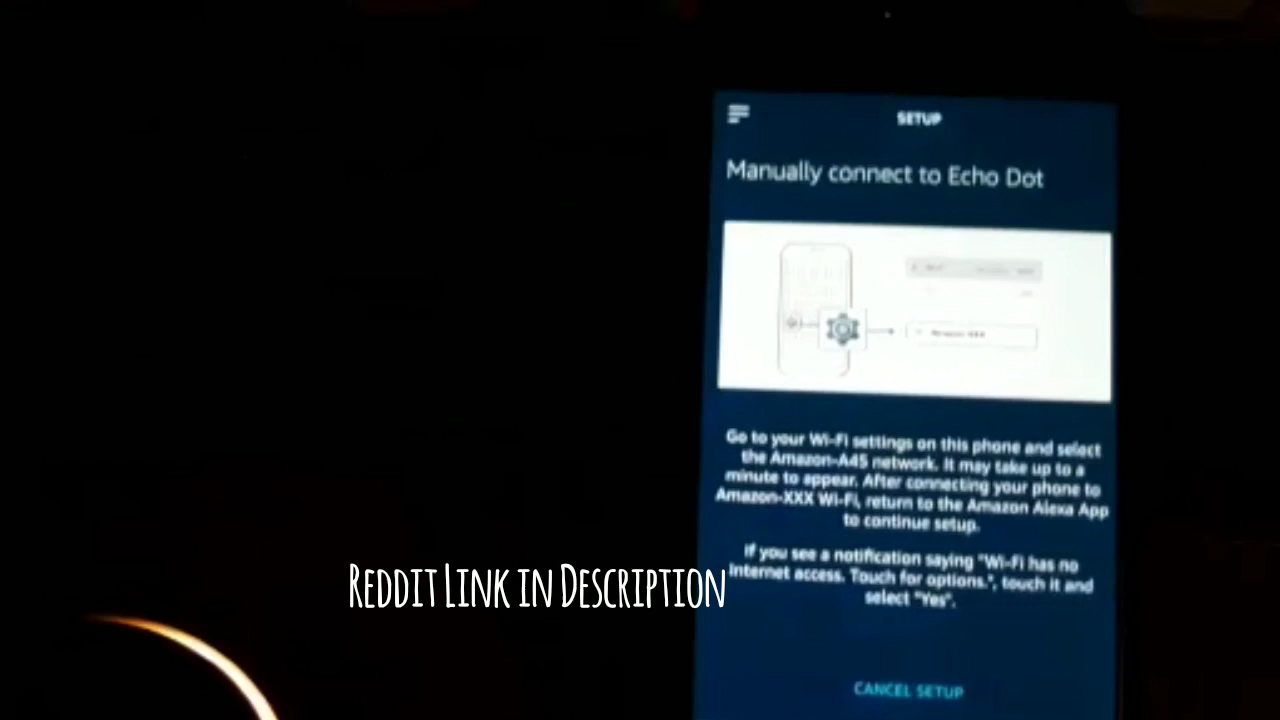 SETUP
Manually connect to Echo Dot
Go to your Wi-Fi settings on this phone and select
the Amazon-A45 network. It may take up to a
minute to appear. After connecting your phone to
Amazon-XXX Wi-Fi, return to the Amazon Alexa App
to continue setup.
If you see a notification saying "Wi-Fi has no
Internet access. Touch for options.", touch it and
select "Yes".
REDDIT LINK IN DESCRIPTION
CANCEL SETUP